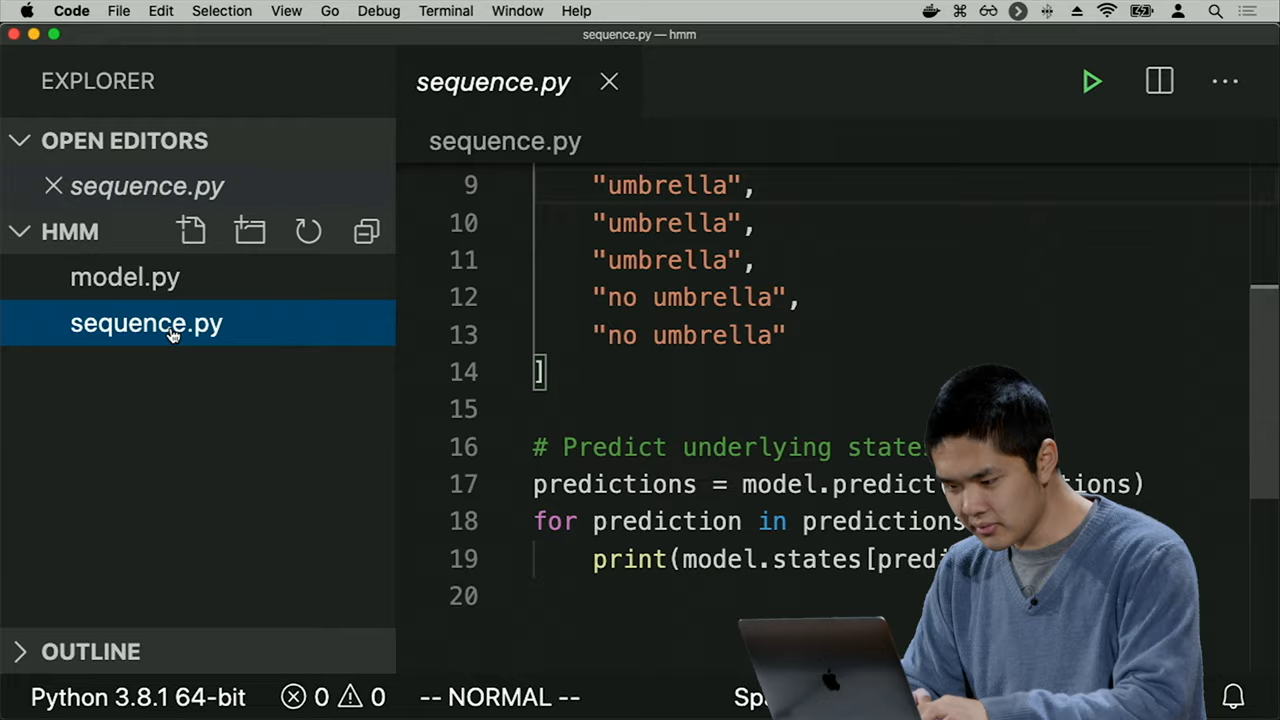 Code File Edit Selection View Go Debug Terminal Window Help
sequence.py — hmm
EXPLORER
OPEN EDITORS
sequence.py
HMM
model.py
sequence.py
OUTLINE
sequence.py
sequence.py
9 "umbrella",
10 "umbrella",
11 "umbrella",
12 "no umbrella",
13 "no umbrella"
14 ]
15
16 # Predict underlying state
17 predictions = model.predict( tions)
18 for prediction in predictions
19 print(model.states[pred
20
Python 3.8.1 64-bit 0 0 -- NORMAL --